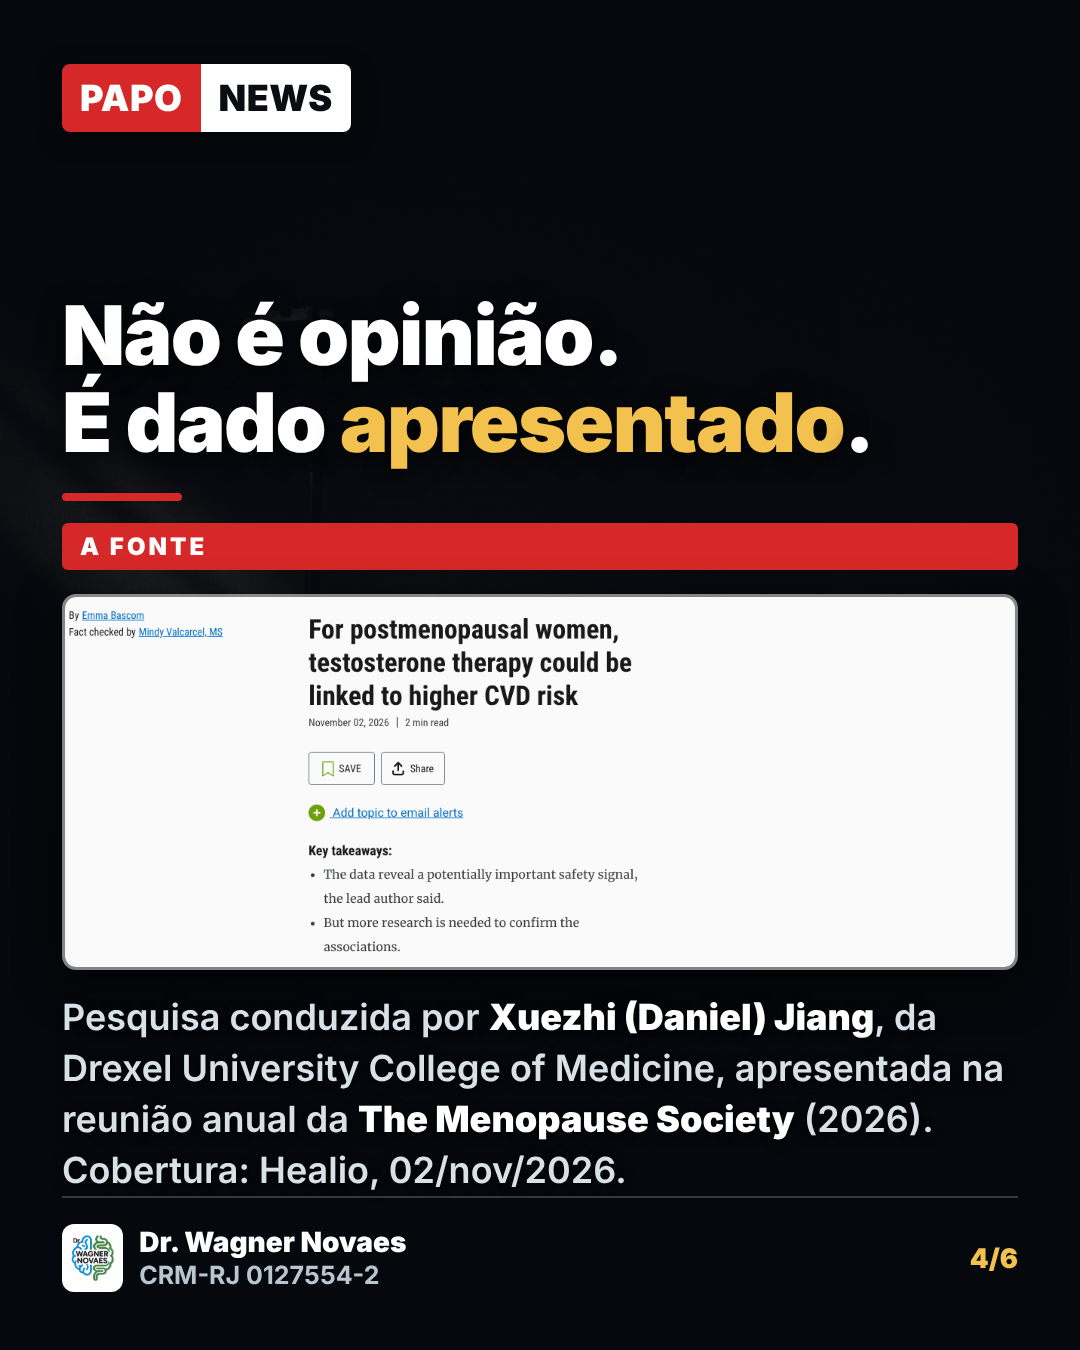 PAPO NEWS
Não é opinião.
É dado apresentado.
A FONTE
By Emma Bascom
Fact checked by Mindy Valcarcel, MS
For postmenopausal women,
testosterone therapy could be
linked to higher CVD risk
November 02, 2026 | 2 min read
SAVE Share
Add topic to email alerts
Key takeaways:
• The data reveal a potentially important safety signal,
the lead author said.
• But more research is needed to confirm the
associations.
Pesquisa conduzida por Xuezhi (Daniel) Jiang, da
Drexel University College of Medicine, apresentada na
reunião anual da The Menopause Society (2026).
Cobertura: Healio, 02/nov/2026.
Dr. WAGNER
NOVAES
Dr. Wagner Novaes
CRM-RJ 0127554-2
4/6